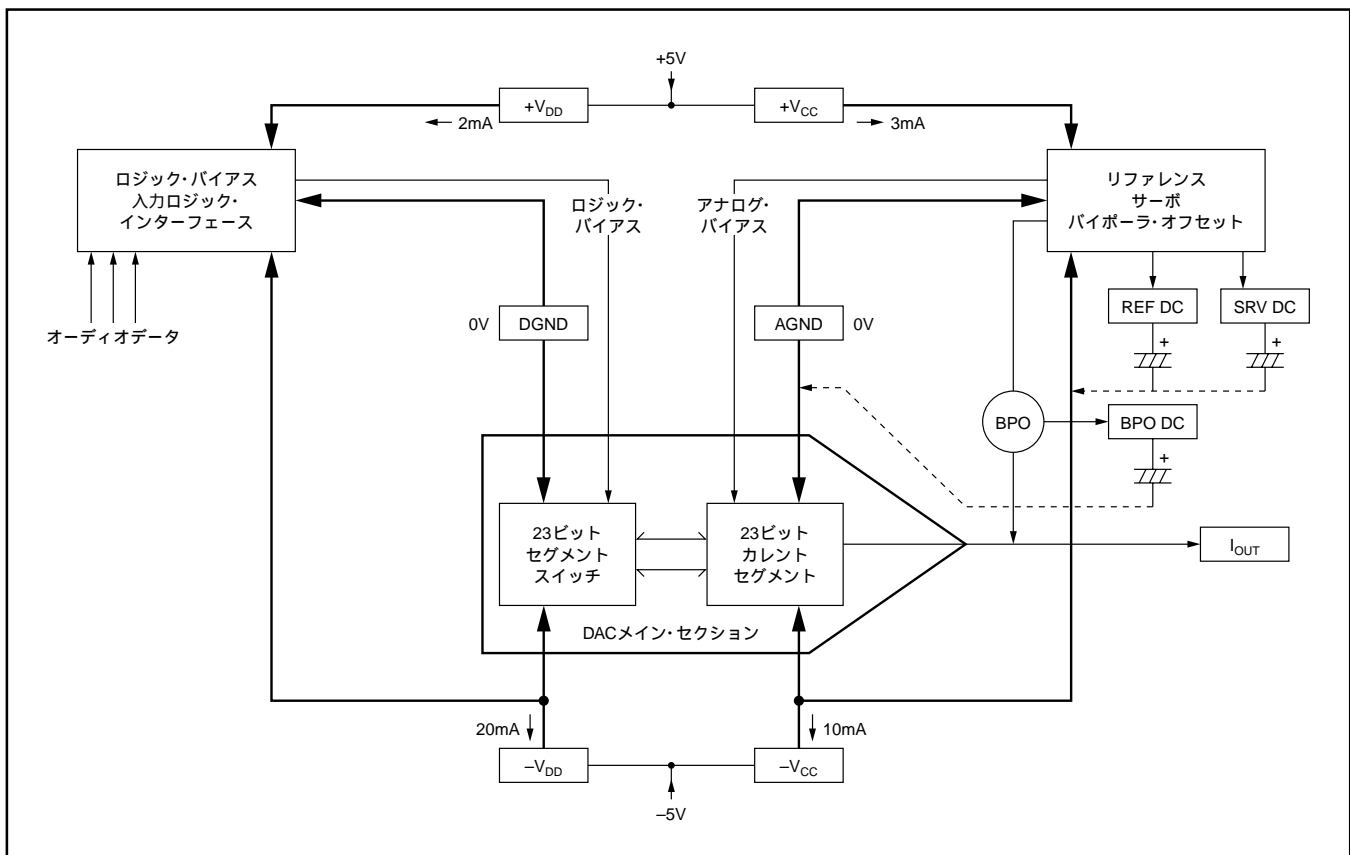 +5V
+VDD
+VCC
2mA
3mA
ロジック・バイアス
入力ロジック・
インターフェース
ロジック・
バイアス
アナログ・
バイアス
リファレンス
サーボ
バイポーラ・オフセット
オーディオデータ
0V
DGND
AGND
0V
REF DC
SRV DC
+
+
BPO
BPO DC
+
23ビット
セグメント
スイッチ
23ビット
カレント
セグメント
IOUT
DACメイン・セクション
20mA
10mA
–VDD
–VCC
–5V